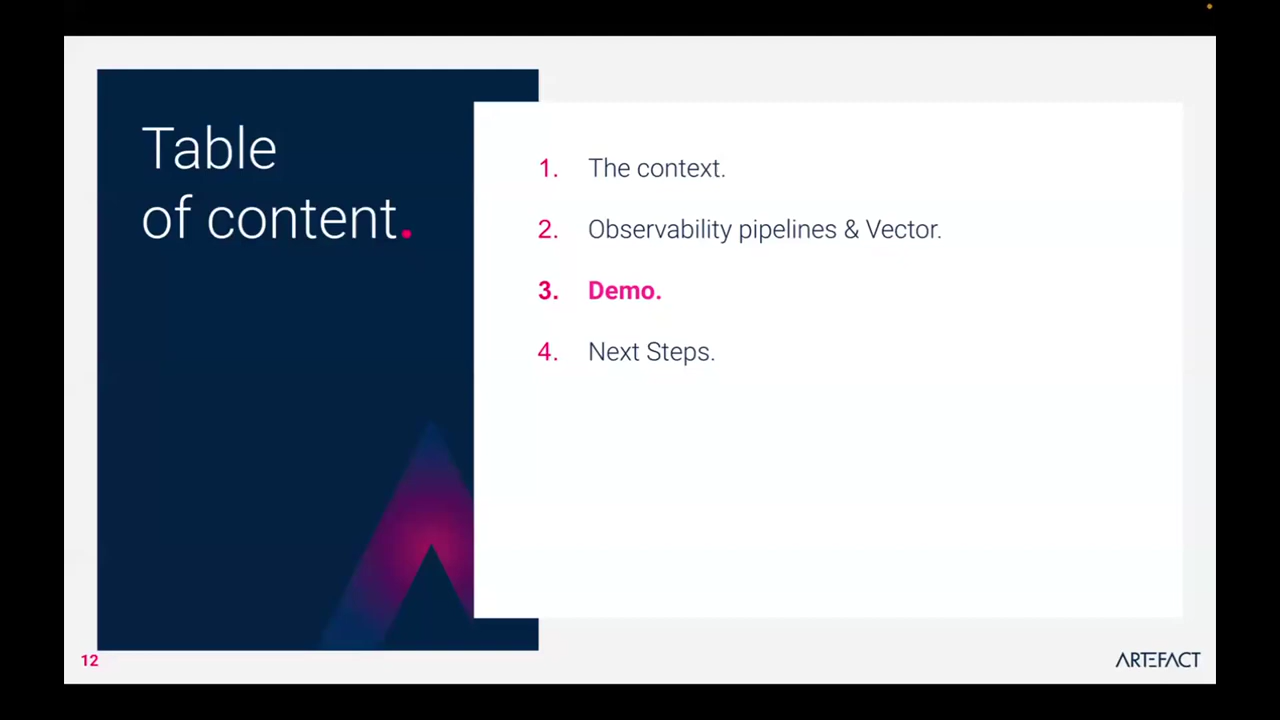 Table
of content.
1. The context.
2. Observability pipelines & Vector.
3. Demo.
4. Next Steps.
12
ARTEFACT